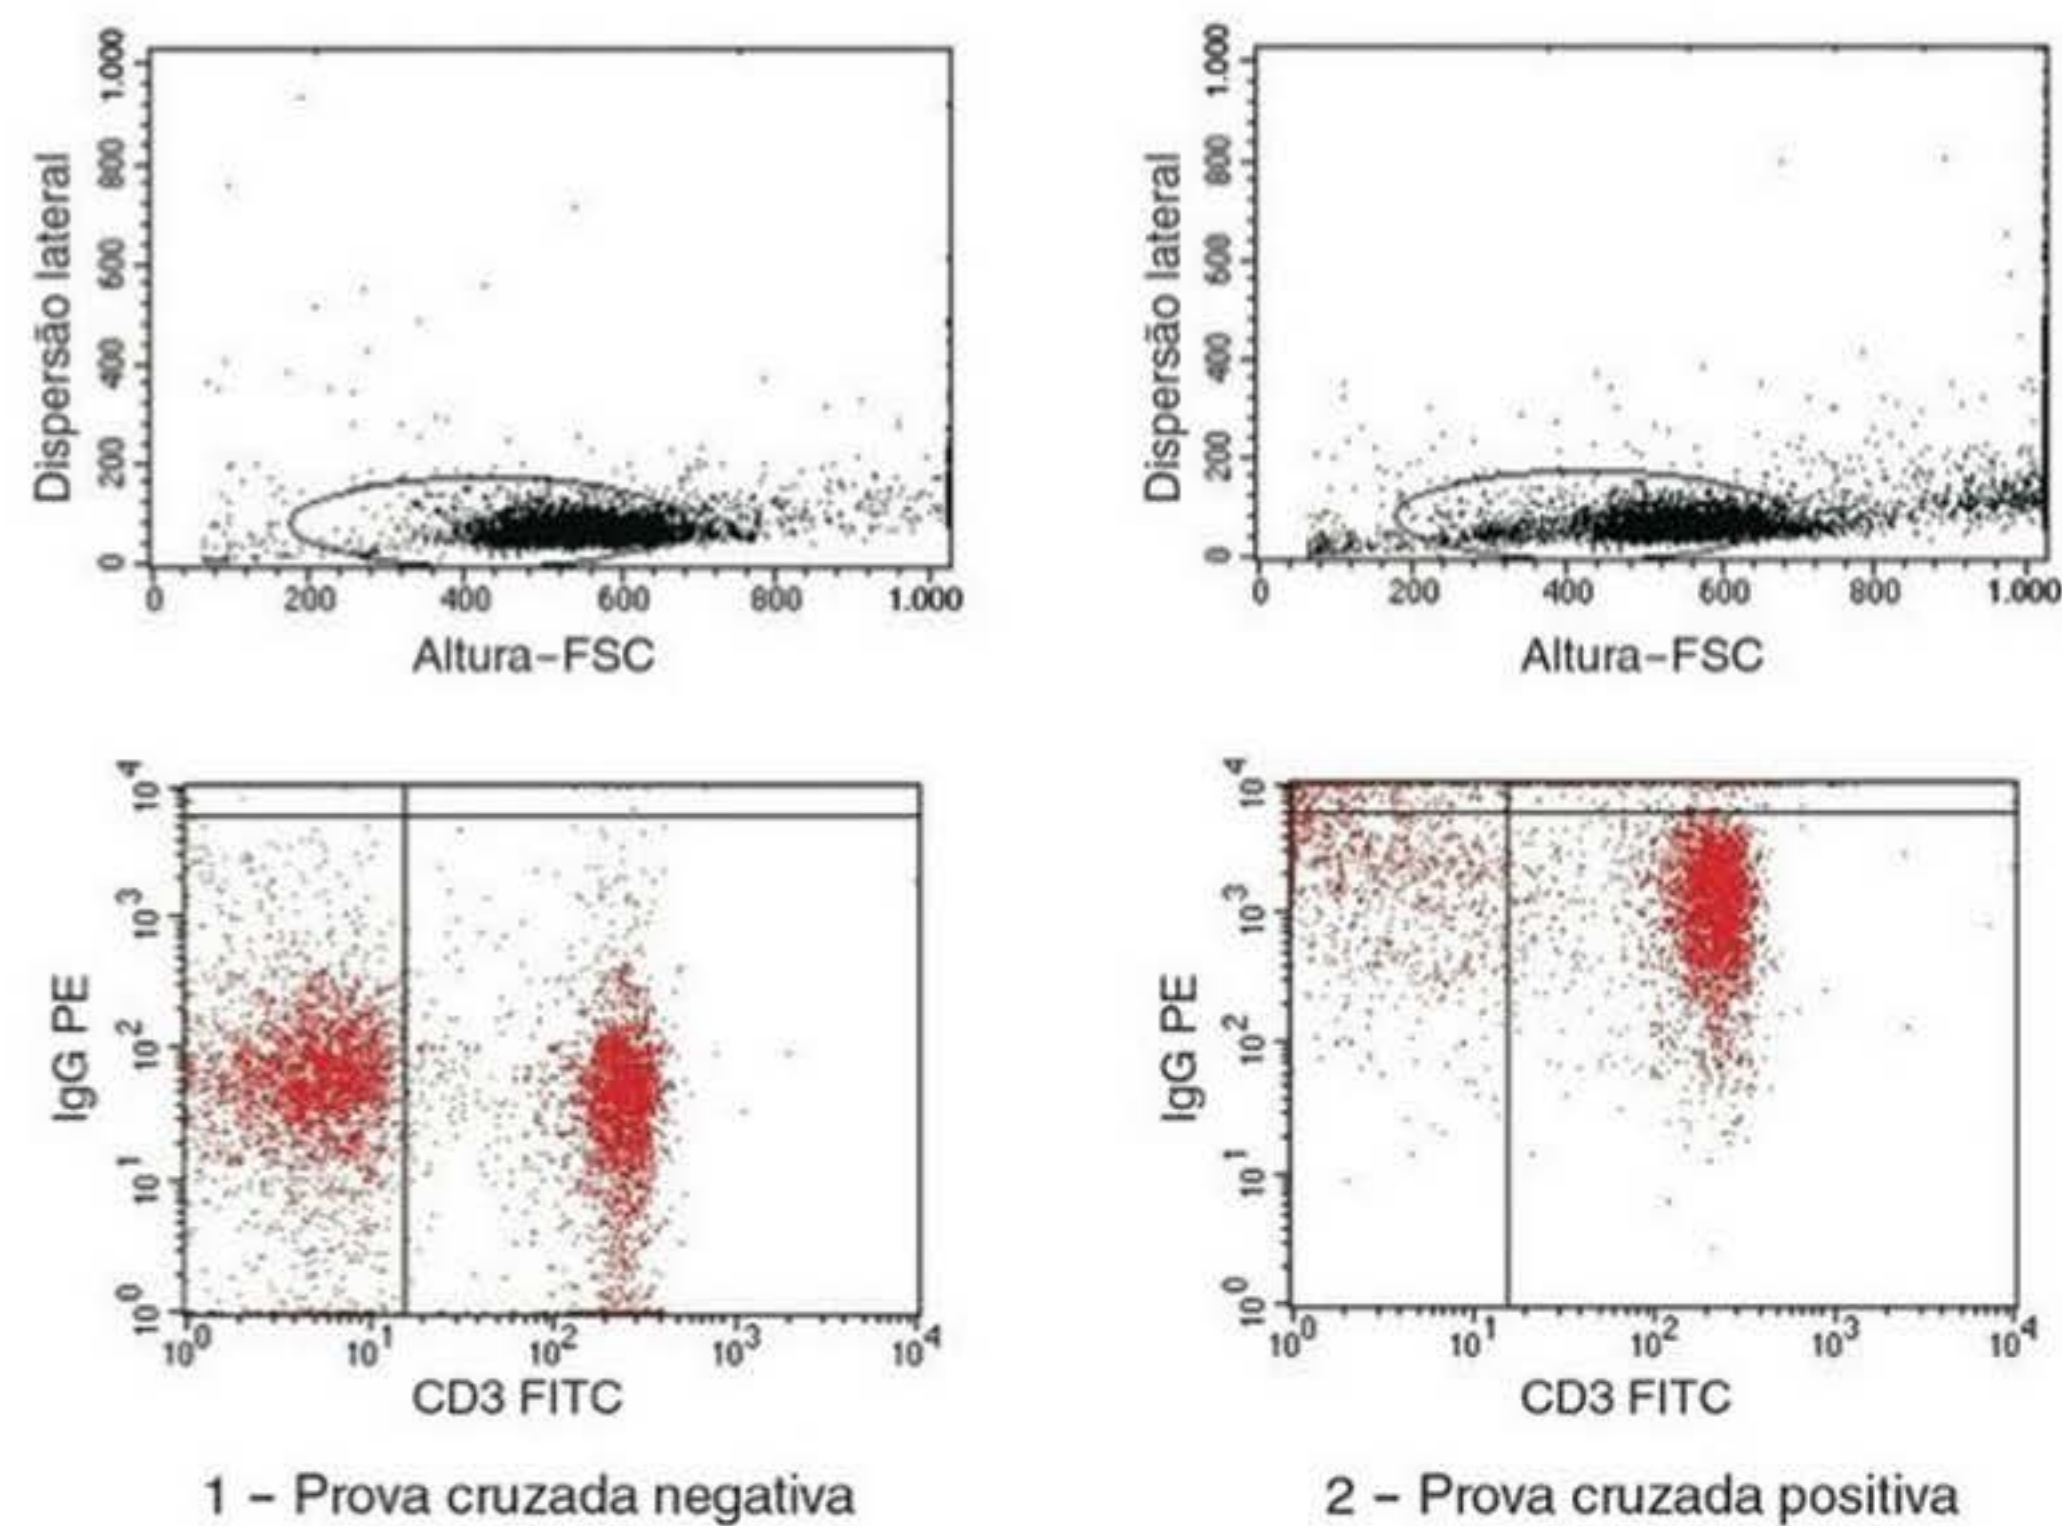 Dispersão lateral
1.000
800
600
400
200
0
0 200 400 600 800 1.000
Altura-FSC
Dispersão lateral
1.000
800
600
400
200
0
0 200 400 600 800 1.000
Altura-FSC
IgG PE
10⁴
10³
10²
10¹
10⁰
10⁰ 10¹ 10² 10³ 10⁴
CD3 FITC
1 – Prova cruzada negativa
IgG PE
10⁴
10³
10²
10¹
10⁰
10⁰ 10¹ 10² 10³ 10⁴
CD3 FITC
2 – Prova cruzada positiva